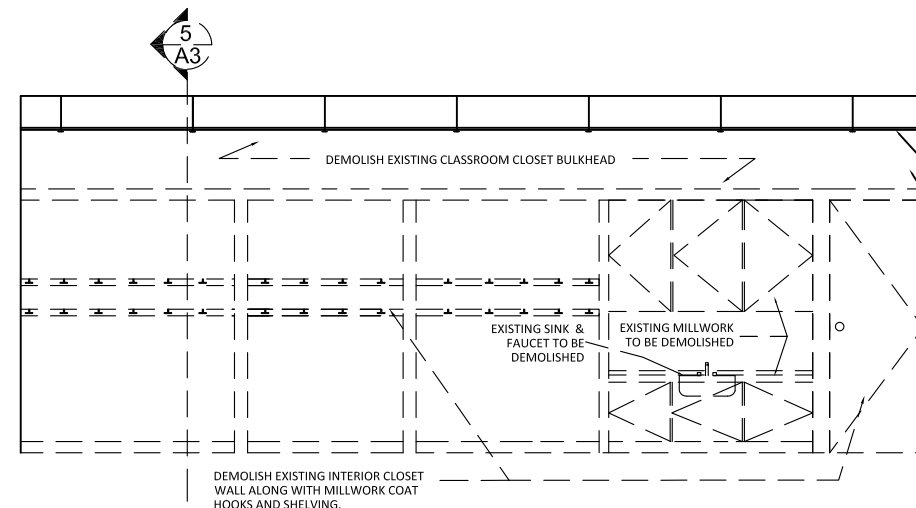 5
A3
DEMOLISH EXISTING CLASSROOM CLOSET BULKHEAD
EXISTING SINK &
FAUCET TO BE
DEMOLISHED
EXISTING MILLWORK
TO BE DEMOLISHED
DEMOLISH EXISTING INTERIOR CLOSET
WALL ALONG WITH MILLWORK COAT
HOOKS AND SHELVING.